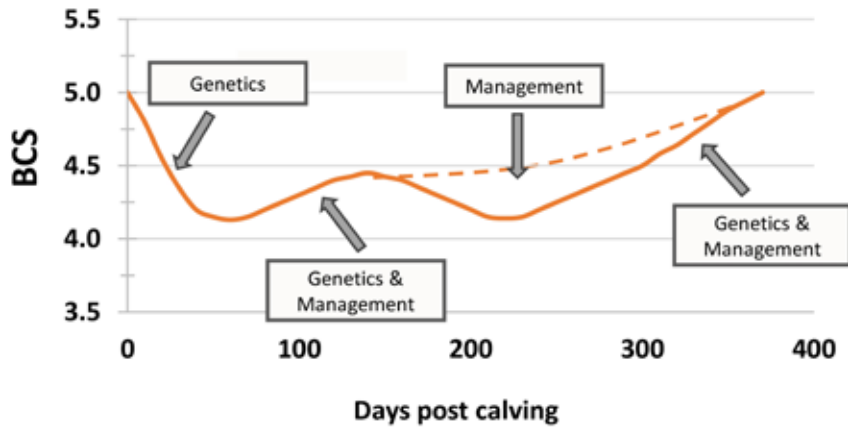 5.5
5.0
4.5
4.0
3.5
BCS
Genetics
Management
Genetics &
Management
Genetics &
Management
0
100
200
300
400
Days post calving